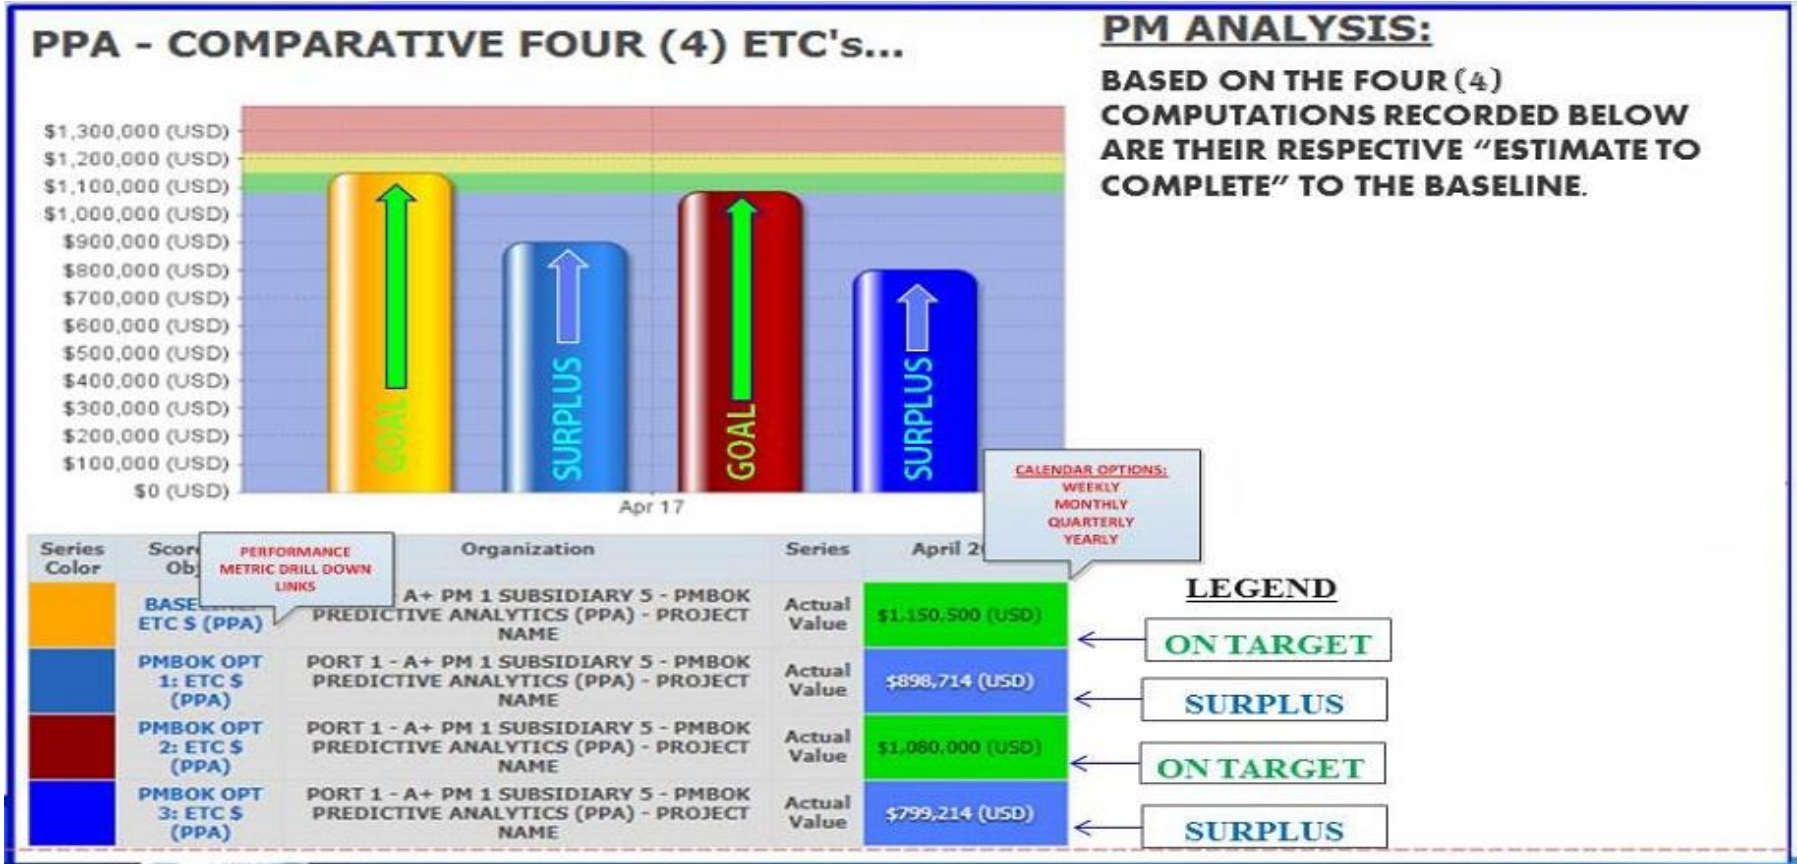 PPA - COMPARATIVE FOUR (4) ETC's...
PM ANALYSIS:
BASED ON THE FOUR (4)
COMPUTATIONS RECORDED BELOW
ARE THEIR RESPECTIVE “ESTIMATE TO
COMPLETE” TO THE BASELINE.
$1,300,000 (USD)
$1,200,000 (USD)
$1,100,000 (USD)
$1,000,000 (USD)
$900,000 (USD)
$800,000 (USD)
$700,000 (USD)
$600,000 (USD)
$500,000 (USD)
$400,000 (USD)
$300,000 (USD)
$200,000 (USD)
$100,000 (USD)
$0 (USD)
GOAL
SURPLUS
GOAL
SURPLUS
Apr 17
CALENDAR OPTIONS:
WEEKLY
MONTHLY
QUARTERLY
YEARLY
PERFORMANCE
METRIC DRILL DOWN
LINKS
Series
Color
Organization
Series
ETC $ (PPA)
A+ PM 1 SUBSIDIARY 5 - PMBOK
PREDICTIVE ANALYTICS (PPA) - PROJECT
NAME
Actual
Value
$1,150,500 (USD)
PMBOK OPT
1: ETC $
(PPA)
PORT 1 - A+ PM 1 SUBSIDIARY 5 - PMBOK
PREDICTIVE ANALYTICS (PPA) - PROJECT
NAME
Actual
Value
$898,714 (USD)
PMBOK OPT
2: ETC $
(PPA)
PORT 1 - A+ PM 1 SUBSIDIARY 5 - PMBOK
PREDICTIVE ANALYTICS (PPA) - PROJECT
NAME
Actual
Value
$1,080,000 (USD)
PMBOK OPT
3: ETC $
(PPA)
PORT 1 - A+ PM 1 SUBSIDIARY 5 - PMBOK
PREDICTIVE ANALYTICS (PPA) - PROJECT
NAME
Actual
Value
$799,214 (USD)
LEGEND
ON TARGET
SURPLUS
ON TARGET
SURPLUS